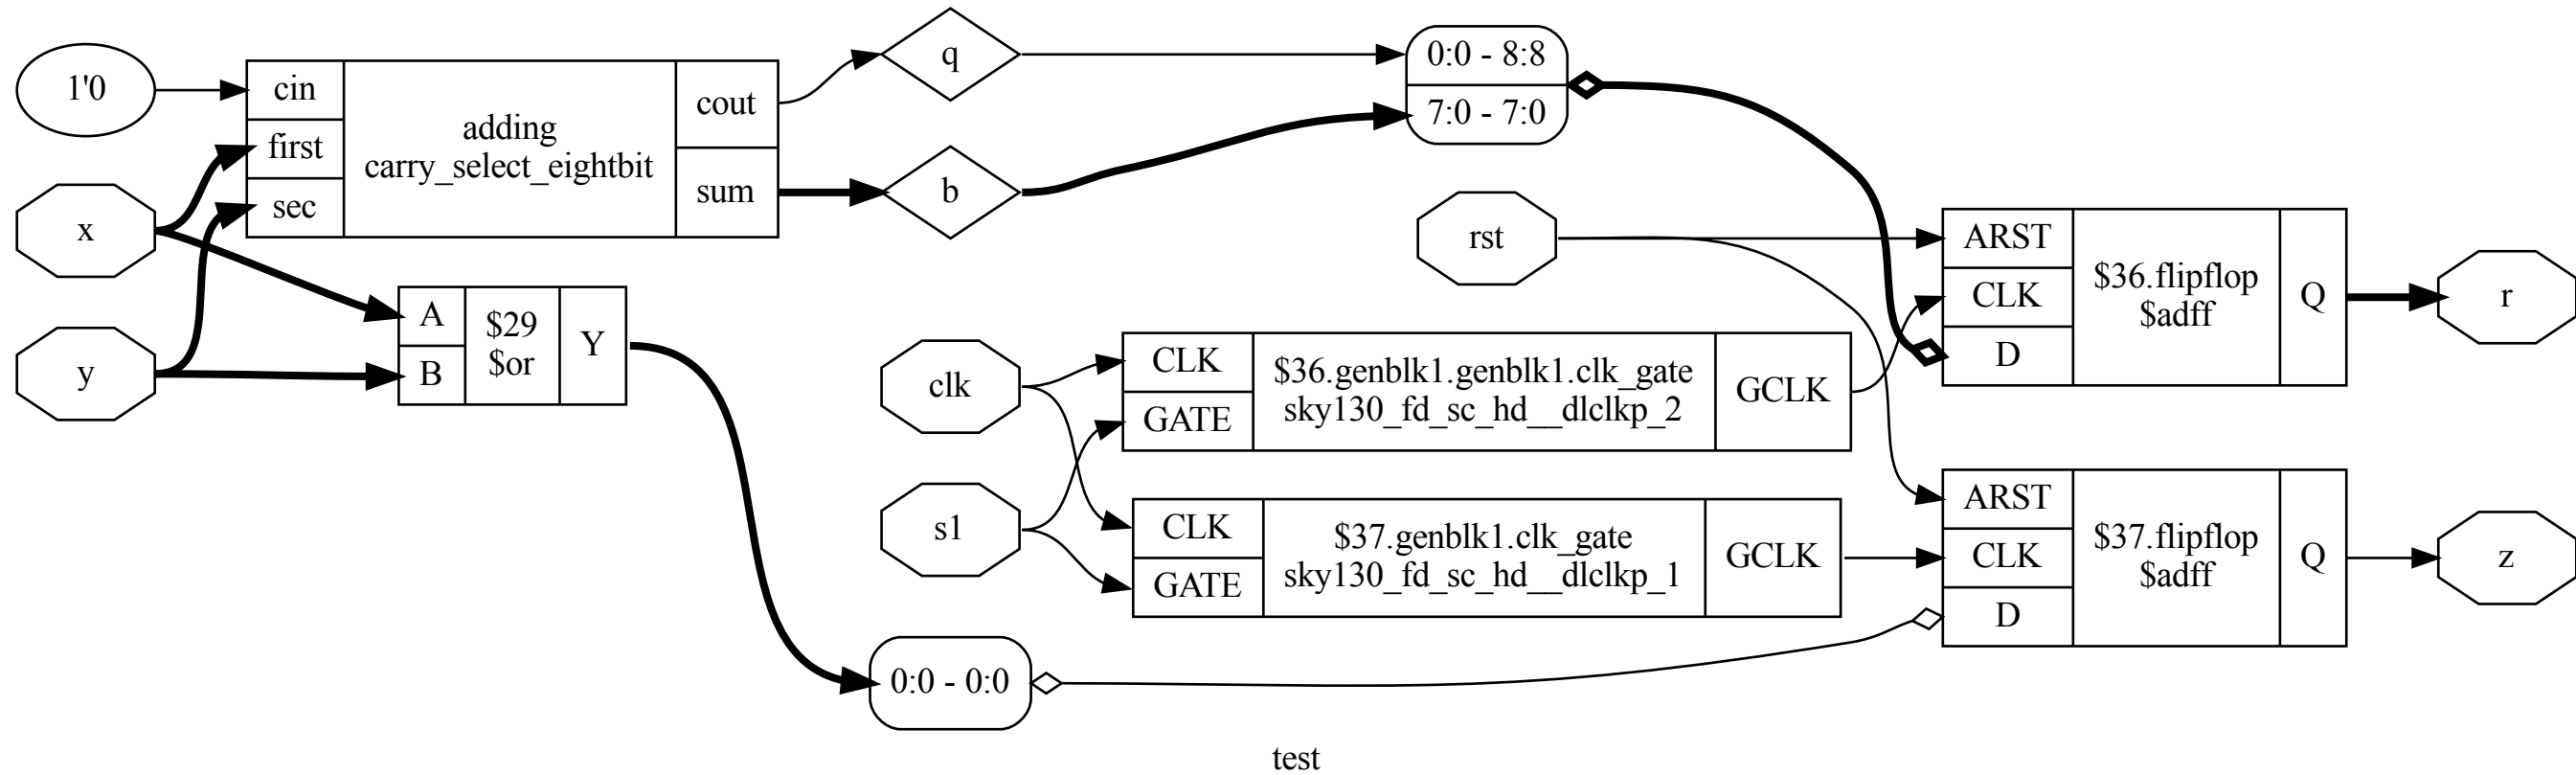 1'0
x
y
cin
first
sec
adding
carry_select_eightbit
cout
sum
A
B
$29
$or
Y
q
b
0:0 - 8:8
7:0 - 7:0
rst
clk
s1
CLK
GATE
$36.genblk1.genblk1.clk_gate
sky130_fd_sc_hd__dlclkp_2
GCLK
CLK
GATE
$37.genblk1.clk_gate
sky130_fd_sc_hd__dlclkp_1
GCLK
0:0 - 0:0
ARST
CLK
D
$36.flipflop
$adff
Q
r
ARST
CLK
D
$37.flipflop
$adff
Q
z
test